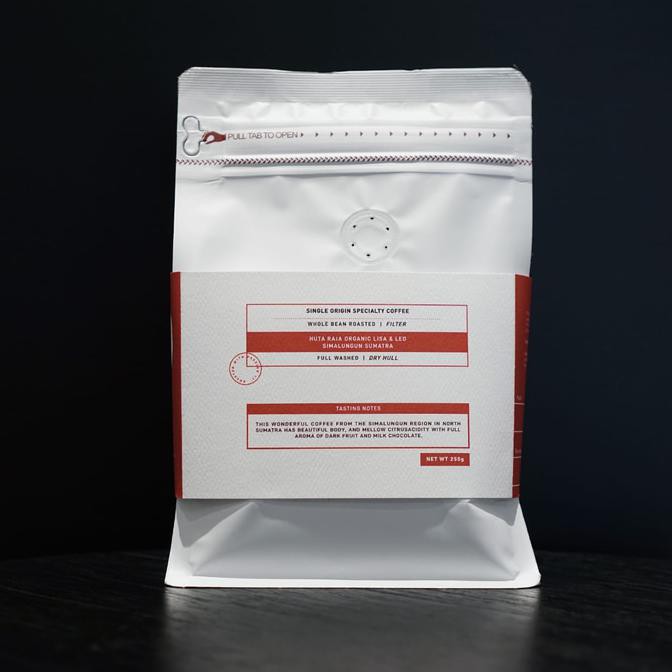 PULL TAB TO OPEN
SINGLE ORIGIN SPECIALTY COFFEE
WHOLE BEAN ROASTED | FILTER
HUTA RAJA ORGANIC LISA & LEO
SIMALUNGUN SUMATRA
FULL WASHED | DRY HULL
TASTING NOTES
THIS WONDERFUL COFFEE FROM THE SIMALUNGUN REGION IN NORTH
SUMATRA HAS BEAUTIFUL BODY, AND MELLOW CITRUSACIDITY WITH FULL
AROMA OF DARK FRUIT AND MILK CHOCOLATE.
NET WT 250g